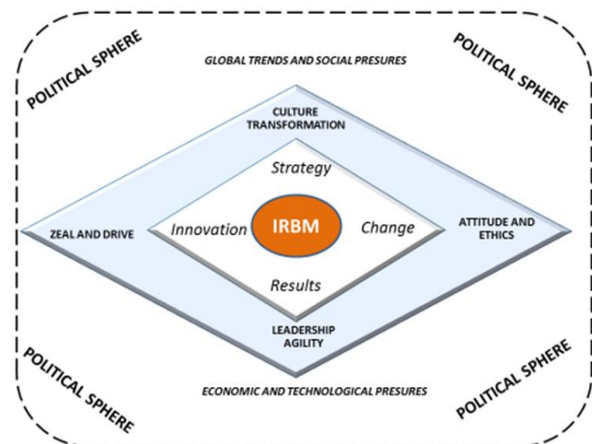 POLITICAL SPHERE
POLITICAL SPHERE
GLOBAL TRENDS AND SOCIAL PRESURES
CULTURE
TRANSFORMATION
Strategy
ZEAL AND DRIVE
Innovation
IRBM
Change
ATTITUDE AND
ETHICS
Results
LEADERSHIP
AGILITY
POLITICAL SPHERE
POLITICAL SPHERE
ECONOMIC AND TECHNOLOGICAL PRESURES